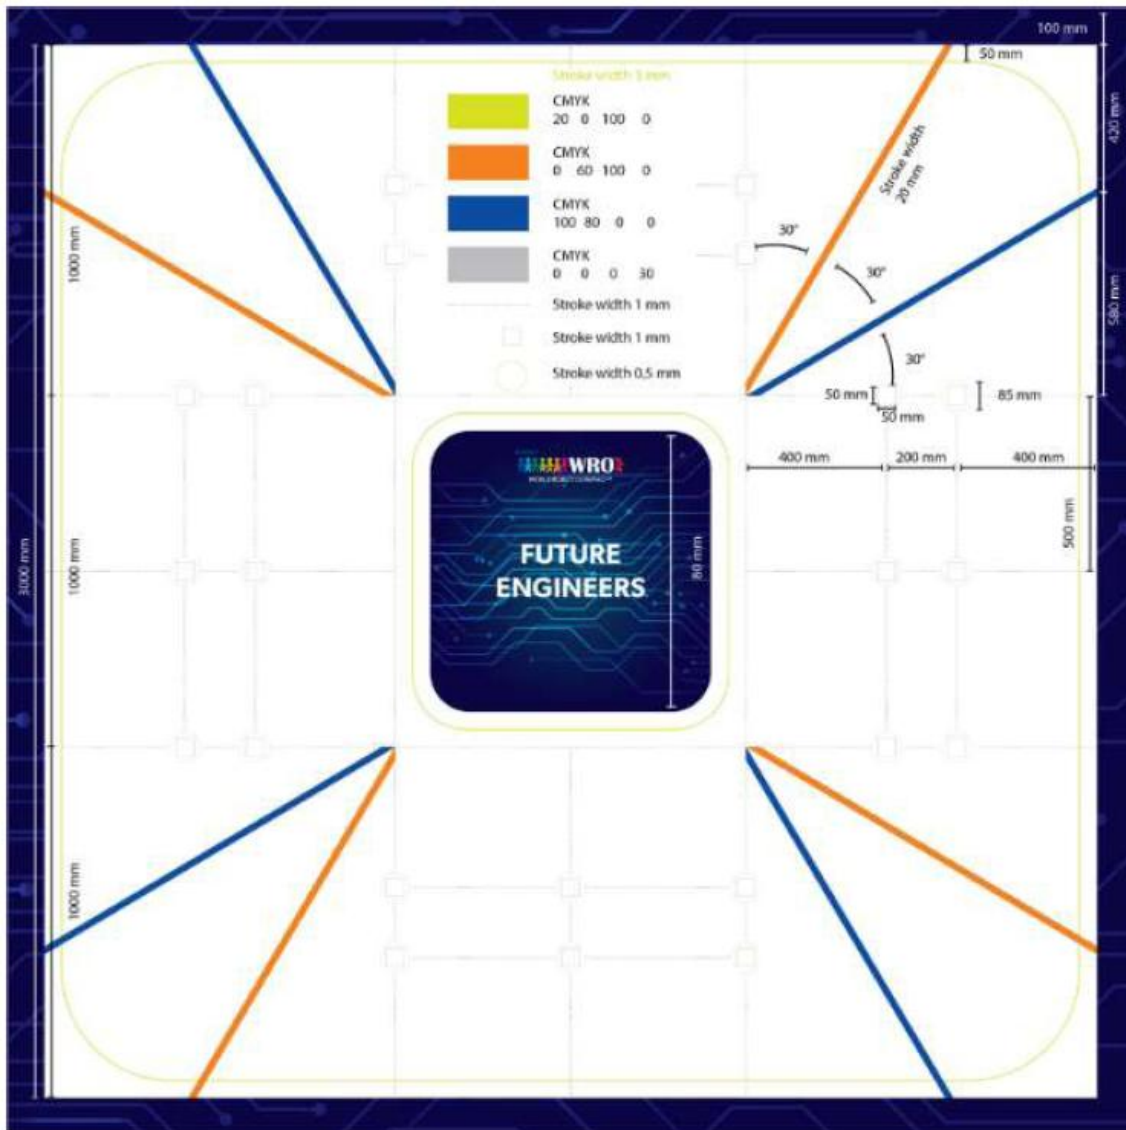 100 mm
50 mm
Stroke width 3 mm
CMYK
20 0 100 0
CMYK
0 60 100 0
CMYK
100 80 0 0
CMYK
0 0 0 30
Stroke width 1 mm
Stroke width 1 mm
Stroke width 0,5 mm
Stroke width
20 mm
420 mm
30°
30°
30°
580 mm
1000 mm
50 mm
50 mm
85 mm
400 mm
200 mm
400 mm
500 mm
WRO
FUTURE
ENGINEERS
80 mm
3000 mm
1000 mm
1000 mm